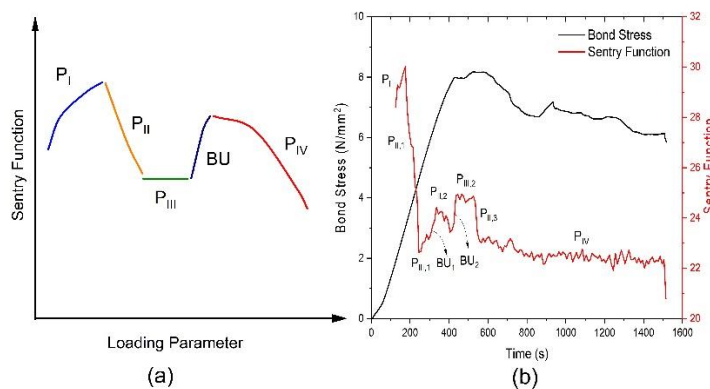 Sentry Function
P_I
P_II
P_III
BU
P_IV
Loading Parameter
(a)
Bond Stress (N/mm²)
10
8
6
4
2
0
Bond Stress
Sentry Function
P_I
P_II,1
P_I,2
P_III,2
P_II,3
P_IV
P_III,1
BU_1
BU_2
32
30
28
26
24
22
20
Sentry Function
0 200 400 600 800 1000 1200 1400 1600
Time (s)
(b)